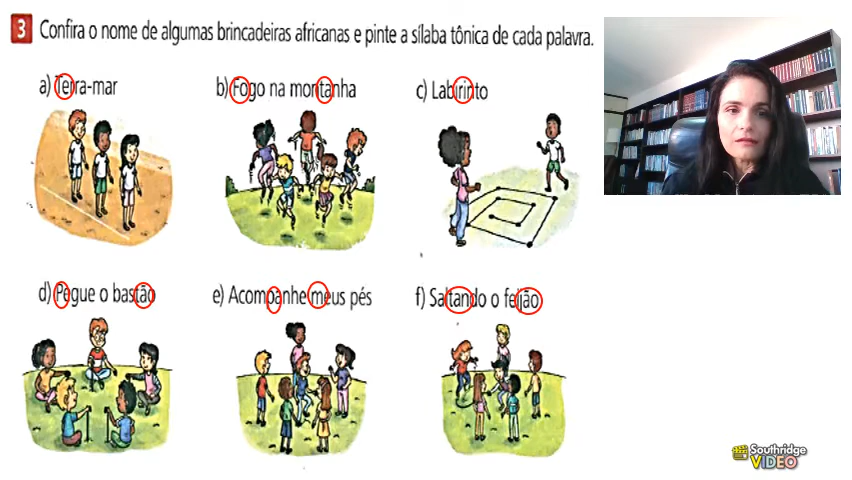 3 Confira o nome de algumas brincadeiras africanas e pinte a sílaba tônica de cada palavra.
a) Terra-mar
b) Fogo na montanha
c) Labirinto
d) Pegue o bastão
e) Acompanhe meus pés
f) Saltando o feijão
Southridge
VIDEO